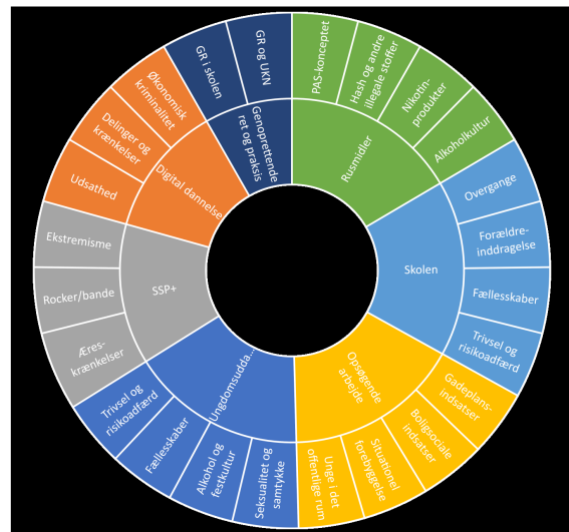 Rusmidler
PAS-konceptet
Hash og andre
illegale stoffer
Nikotin-
produkter
Alkoholkultur
Skolen
Overgange
Forældre-
inddragelse
Fællesskaber
Trivsel og
risikoadfærd
Opsøgende
arbejde
Gadeplans-
indsatser
Boligsociale
indsatser
Situationel
forebyggelse
Unge i det
offentlige rum
Ungdomsudda...
Seksualitet og
samtykke
Alkohol og
festkultur
Fællesskaber
Trivsel og
risikoadfærd
SSP+
Æres-
krænkelser
Rocker/bande
Ekstremisme
Digital dannelse
Udsathed
Delinger og
krænkelser
Økonomisk
kriminalitet
Genoprettende
ret og praksis
GR i skolen
GR og UKN